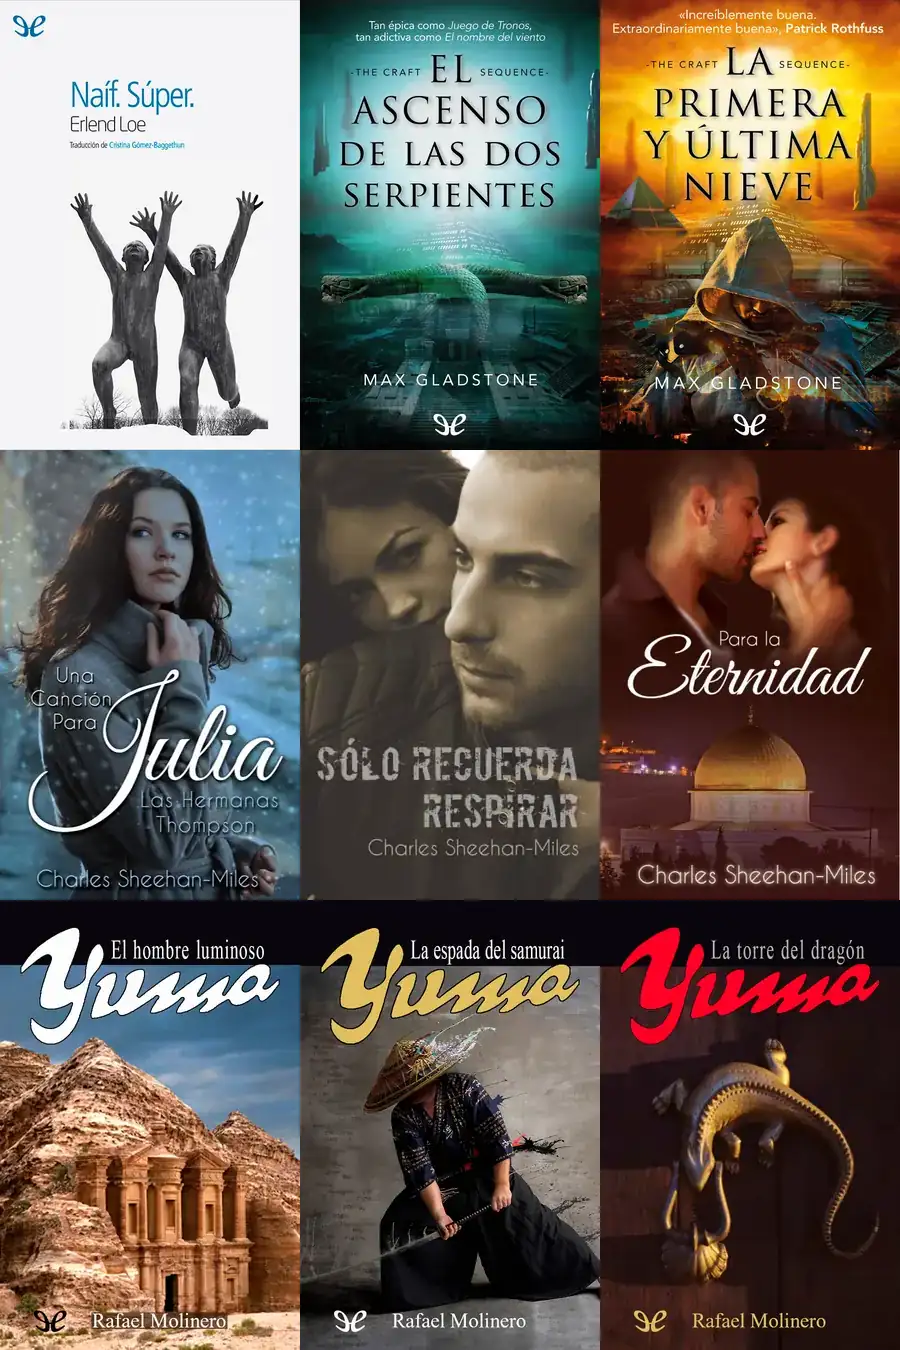 Naíf. Súper.
Erlend Loe
Traducción de Cristina Gómez-Baggethun
Tan épica como Juego de Tronos,
tan adictiva como El nombre del viento
-THE CRAFT SEQUENCE-
EL
ASCENSO
DE LAS DOS
SERPIENTES
MAX GLADSTONE
«Increíblemente buena.
Extraordinariamente buena», Patrick Rothfuss
-THE CRAFT SEQUENCE-
LA
PRIMERA
Y ÚLTIMA
NIEVE
MAX GLADSTONE
Una
Canción
Para
Julia
Las Hermanas
Thompson
Charles Sheehan-Miles
SÓLO RECUERDA
RESPIRAR
Charles Sheehan-Miles
Para la
Eternidad
Charles Sheehan-Miles
El hombre luminoso
Yuma
Rafael Molinero
La espada del samurai
Yuma
Rafael Molinero
La torre del dragón
Yuma
Rafael Molinero